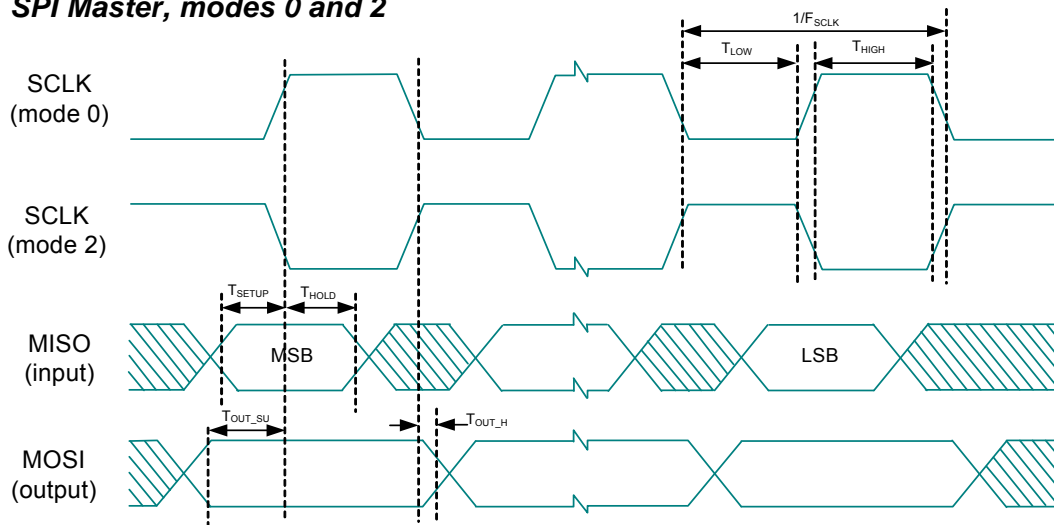 SPI Master, modes 0 and 2
1/FSCLK
TLOW
THIGH
SCLK
(mode 0)
SCLK
(mode 2)
TSETUP
THOLD
MISO
(input)
MSB
LSB
TOUT_SU
TOUT_H
MOSI
(output)